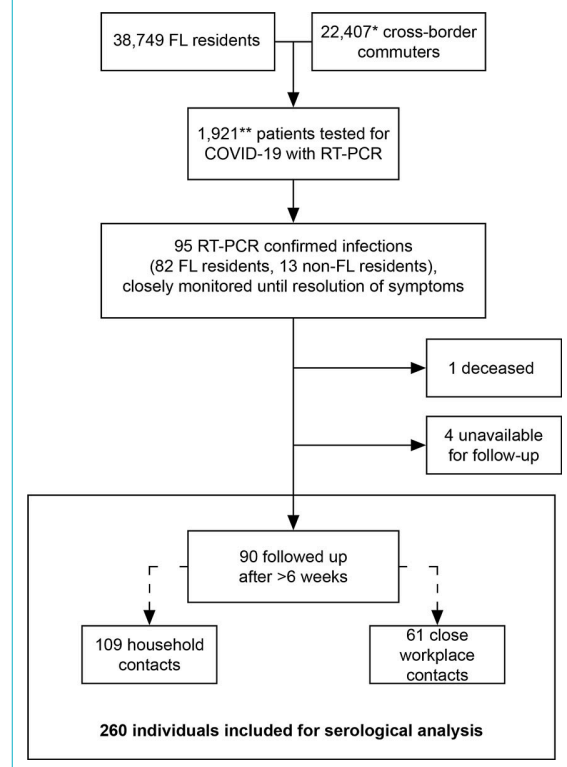 38,749 FL residents
22,407* cross-border
commuters
1,921** patients tested for
COVID-19 with RT-PCR
95 RT-PCR confirmed infections
(82 FL residents, 13 non-FL residents),
closely monitored until resolution of symptoms
1 deceased
4 unavailable
for follow-up
90 followed up
after >6 weeks
109 household
contacts
61 close
workplace
contacts
260 individuals included for serological analysis